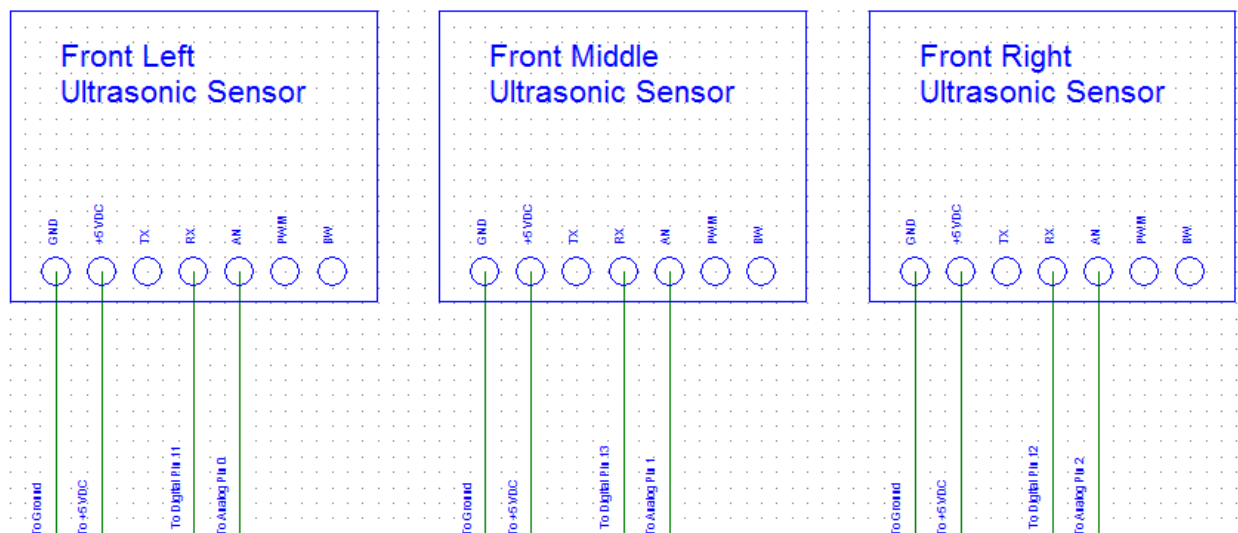 Front Left
Ultrasonic Sensor
GND
+5 VDC
TX
RX
AN
PWM
BW
To Ground
To +5 VDC
To Digital Pin 11
To Analog Pin 0
Front Middle
Ultrasonic Sensor
GND
+5 VDC
TX
RX
AN
PWM
BW
To Ground
To +5 VDC
To Digital Pin 13
To Analog Pin 1
Front Right
Ultrasonic Sensor
GND
+5 VDC
TX
RX
AN
PWM
BW
To Ground
To +5 VDC
To Digital Pin 12
To Analog Pin 2